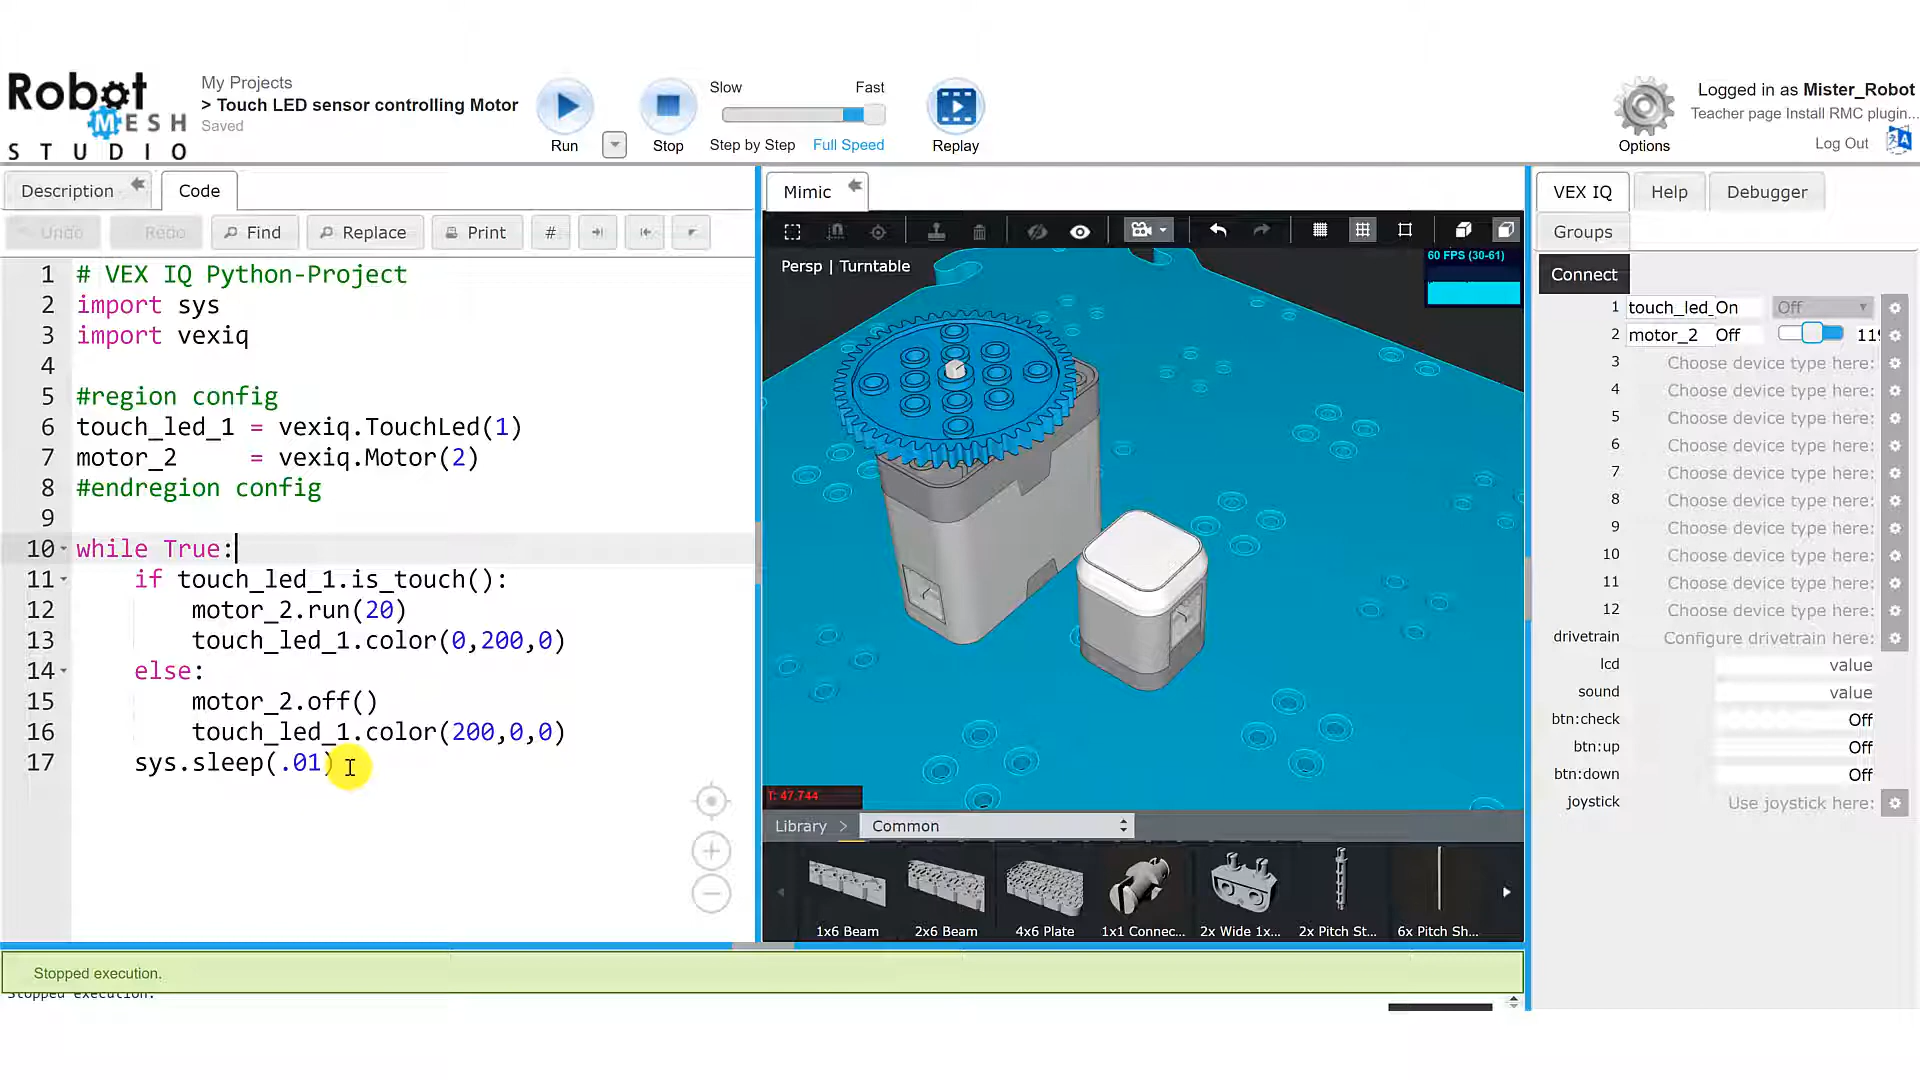 Robot
MESH
STUDIO
My Projects
> Touch LED sensor controlling Motor
Saved
Run
Stop
Slow
Fast
Step by Step
Full Speed
Replay
Options
Logged in as Mister_Robot
Teacher page Install RMC plugin...
Log Out
Description
Code
Undo
Redo
Find
Replace
Print
#
1 # VEX IQ Python-Project
2 import sys
3 import vexiq
4
5 #region config
6 touch_led_1 = vexiq.TouchLed(1)
7 motor_2     = vexiq.Motor(2)
8 #endregion config
9
10 while True:
11     if touch_led_1.is_touch():
12         motor_2.run(20)
13         touch_led_1.color(0,200,0)
14     else:
15         motor_2.off()
16         touch_led_1.color(200,0,0)
17     sys.sleep(.01)
Mimic
Persp | Turntable
60 FPS (30-61)
T: 47.744
Library >
Common
1x6 Beam
2x6 Beam
4x6 Plate
1x1 Connec...
2x Wide 1x...
2x Pitch St...
6x Pitch Sh...
Stopped execution.
Stopped execution.
VEX IQ
Help
Debugger
Groups
Connect
1 touch_led_ On Off
2 motor_2 Off 119
3 Choose device type here:
4 Choose device type here:
5 Choose device type here:
6 Choose device type here:
7 Choose device type here:
8 Choose device type here:
9 Choose device type here:
10 Choose device type here:
11 Choose device type here:
12 Choose device type here:
drivetrain Configure drivetrain here:
lcd value
sound value
btn:check Off
btn:up Off
btn:down Off
joystick Use joystick here: